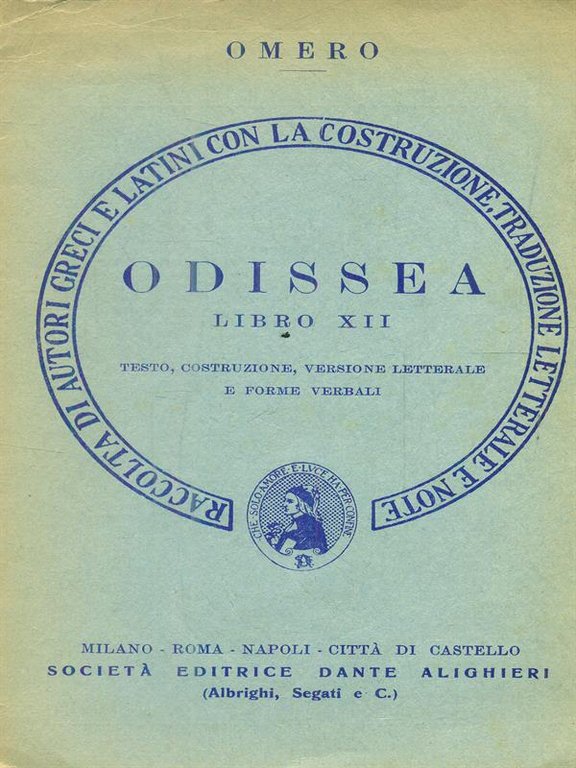 OMERO
RACCOLTA DI AUTORI GRECI E LATINI CON LA COSTRUZIONE, TRADUZIONE LETTERALE E NOTE
ODISSEA
LIBRO XII
TESTO, COSTRUZIONE, VERSIONE LETTERALE
E FORME VERBALI
CHE·SOLO·AMORE·E·LVCE·HA·PER·CONFINE
MILANO - ROMA - NAPOLI - CITTÀ DI CASTELLO
SOCIETÀ EDITRICE DANTE ALIGHIERI
(Albrighi, Segati e C.)